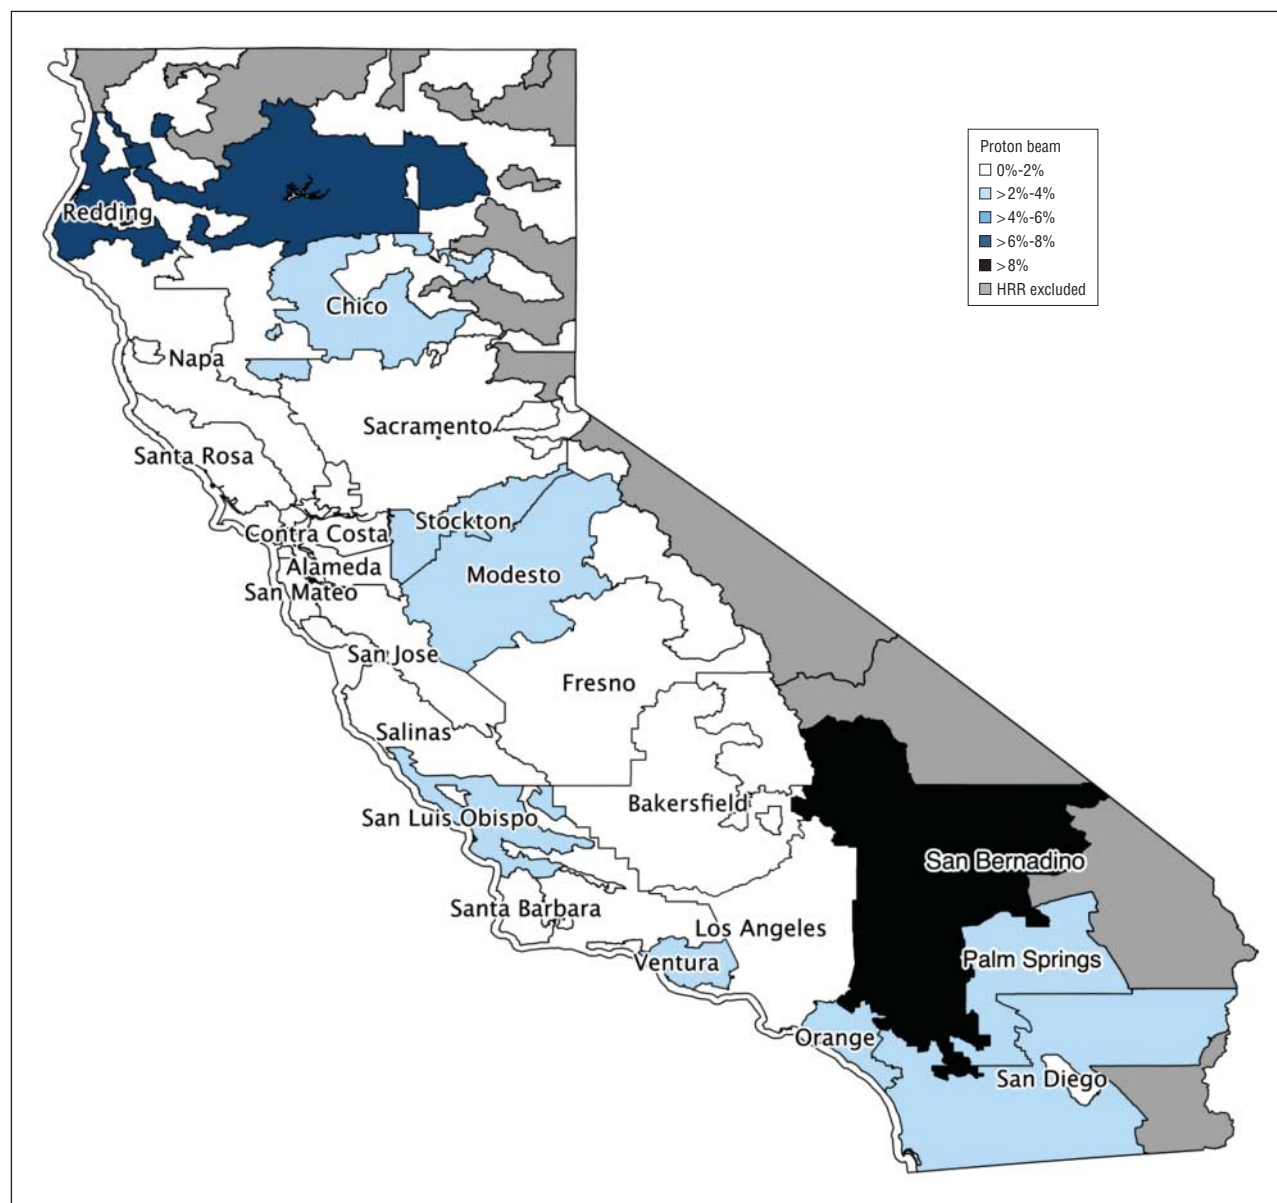 Proton beam
0%-2%
>2%-4%
>4%-6%
>6%-8%
>8%
HRR excluded
Redding
Chico
Napa
Sacramento
Santa Rosa
Stockton
Contra Costa
Alameda
Modesto
San Mateo
San Jose
Fresno
Salinas
Bakersfield
San Luis Obispo
San Bernadino
Santa Barbara
Los Angeles
Ventura
Palm Springs
Orange
San Diego